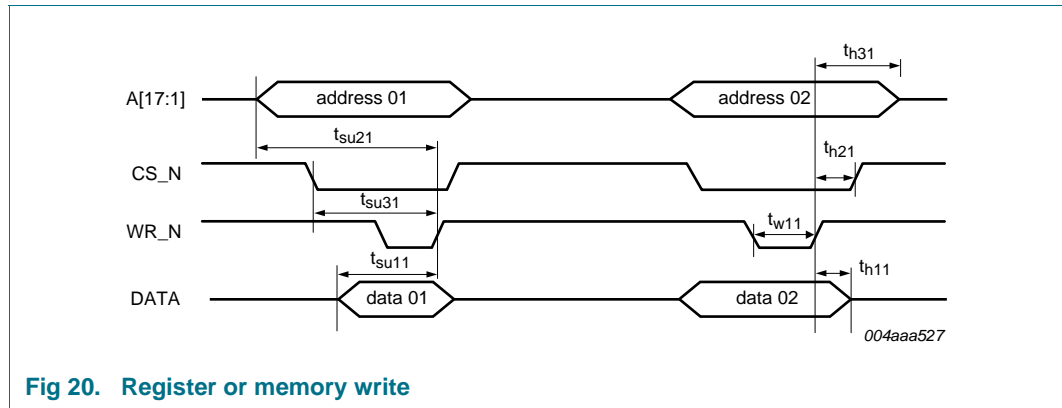 th31
A[17:1] address 01 address 02
tsu21
th21
CS_N
tsu31
tw11
WR_N
tsu11
th11
DATA data 01 data 02
004aaa527
Fig 20. Register or memory write